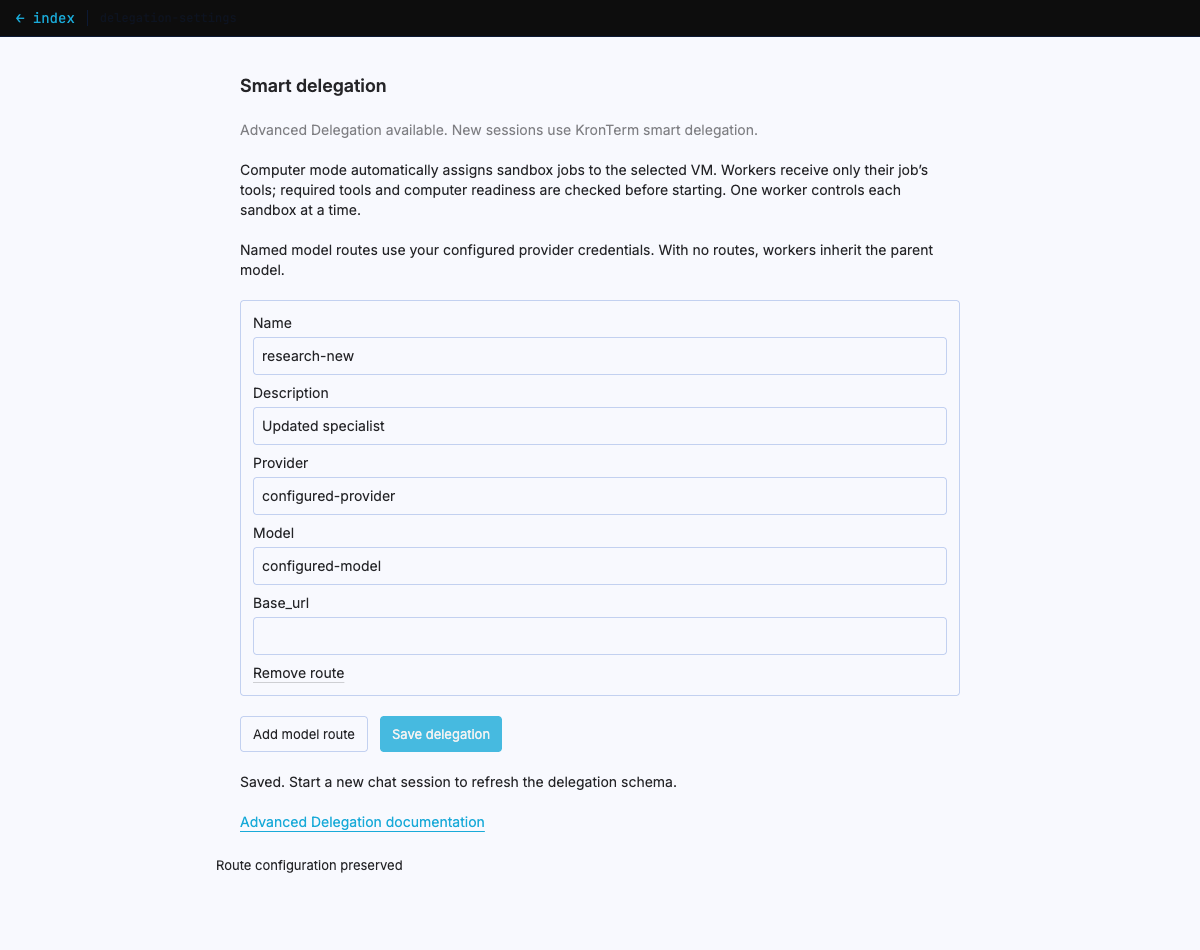 ← index
delegation-settings
Smart delegation
Advanced Delegation available. New sessions use KronTerm smart delegation.
Computer mode automatically assigns sandbox jobs to the selected VM. Workers receive only their job’s
tools; required tools and computer readiness are checked before starting. One worker controls each
sandbox at a time.
Named model routes use your configured provider credentials. With no routes, workers inherit the parent
model.
Name
research-new
Description
Updated specialist
Provider
configured-provider
Model
configured-model
Base_url
Remove route
Add model route
Save delegation
Saved. Start a new chat session to refresh the delegation schema.
Advanced Delegation documentation
Route configuration preserved